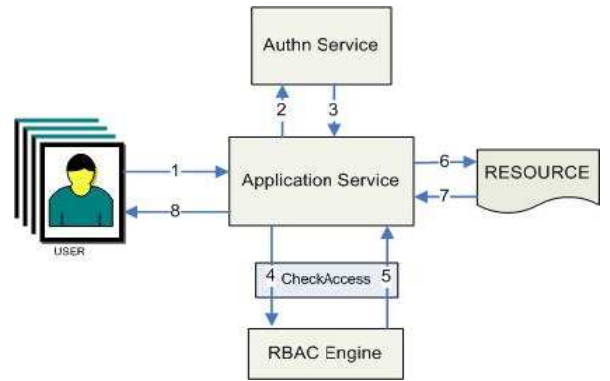 Authn Service
2
3
1
Application Service
6
RESOURCE
7
8
USER
4
CheckAccess
5
RBAC Engine